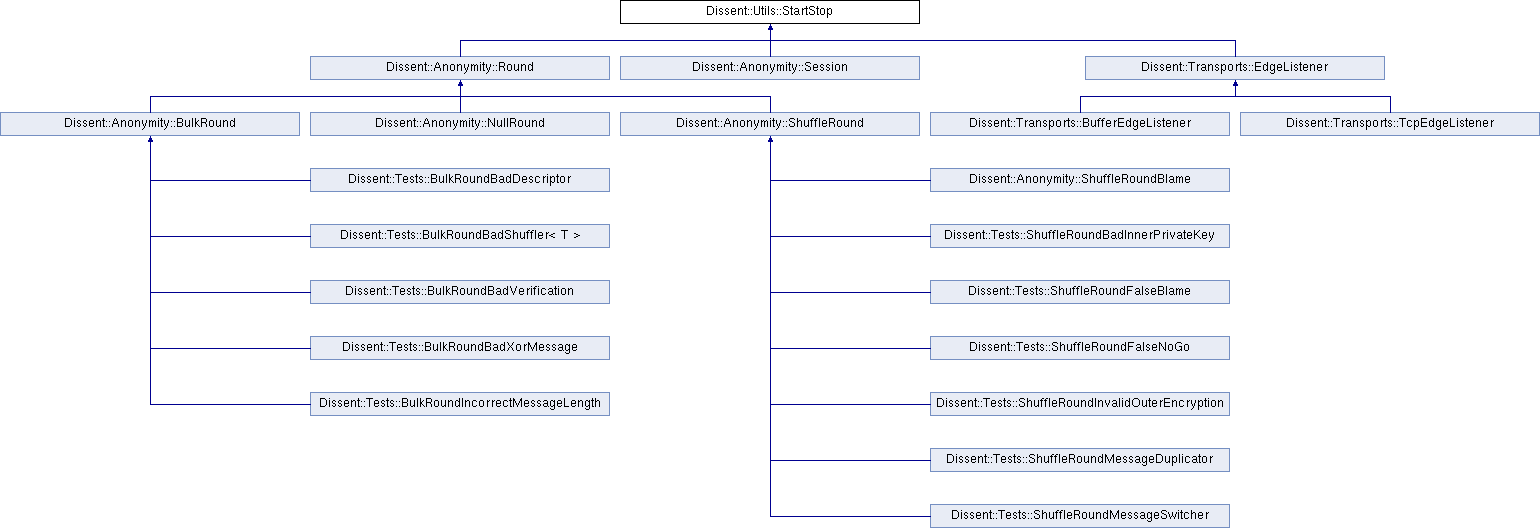 Dissent::Utils::StartStop
Dissent::Anonymity::Round
Dissent::Anonymity::Session
Dissent::Transports::EdgeListener
Dissent::Anonymity::BulkRound
Dissent::Anonymity::NullRound
Dissent::Anonymity::ShuffleRound
Dissent::Transports::BufferEdgeListener
Dissent::Transports::TcpEdgeListener
Dissent::Tests::BulkRoundBadDescriptor
Dissent::Anonymity::ShuffleRoundBlame
Dissent::Tests::BulkRoundBadShuffler< T >
Dissent::Tests::ShuffleRoundBadInnerPrivateKey
Dissent::Tests::BulkRoundBadVerification
Dissent::Tests::ShuffleRoundFalseBlame
Dissent::Tests::BulkRoundBadXorMessage
Dissent::Tests::ShuffleRoundFalseNoGo
Dissent::Tests::BulkRoundIncorrectMessageLength
Dissent::Tests::ShuffleRoundInvalidOuterEncryption
Dissent::Tests::ShuffleRoundMessageDuplicator
Dissent::Tests::ShuffleRoundMessageSwitcher